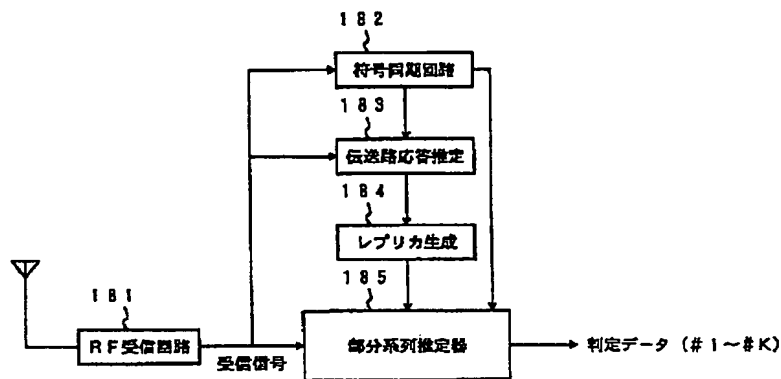 182
符号同期回路
183
伝送路応答推定
184
レプリカ生成
185
181
RF受信回路
受信信号
部分系列推定器
判定データ(#1~#K)